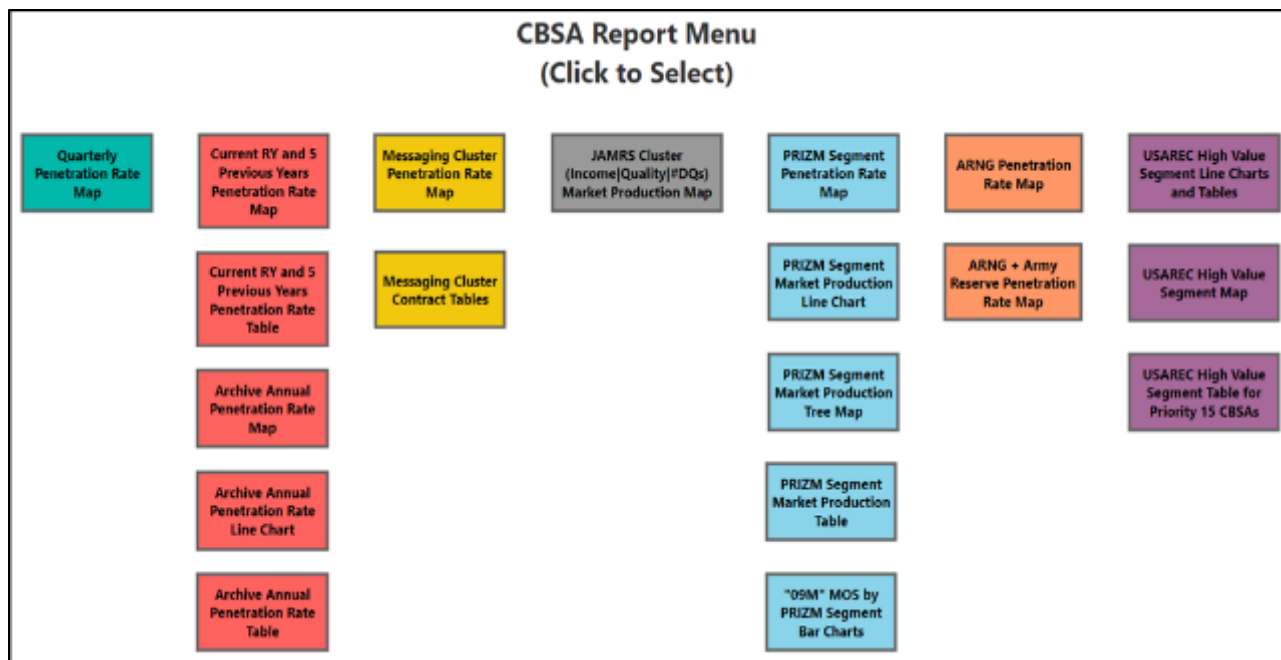 CBSA Report Menu
(Click to Select)
Quarterly
Penetration Rate
Map
Current RY and 5
Previous Years
Penetration Rate
Map
Messaging Cluster
Penetration Rate
Map
JAMRS Cluster
(Income|Quality|#DQs)
Market Production Map
PRIZM Segment
Penetration Rate
Map
ARNG Penetration
Rate Map
USAREC High Value
Segment Line Charts
and Tables
Current RY and 5
Previous Years
Penetration Rate
Table
Messaging Cluster
Contract Tables
PRIZM Segment
Market Production
Line Chart
ARNG + Army
Reserve Penetration
Rate Map
USAREC High Value
Segment Map
Archive Annual
Penetration Rate
Map
PRIZM Segment
Market Production
Tree Map
USAREC High Value
Segment Table for
Priority 15 CBSAs
Archive Annual
Penetration Rate
Line Chart
PRIZM Segment
Market Production
Table
Archive Annual
Penetration Rate
Table
"09M" MOS by
PRIZM Segment
Bar Charts